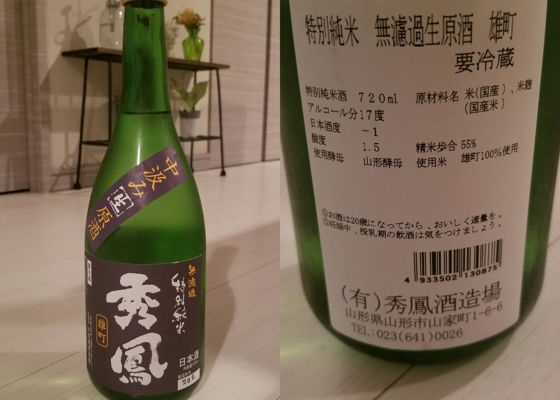 中汲み 生 原酒
無濾過
特別純米
秀鳳
雄町
日本酒
特別純米 無濾過生原酒 雄町
要冷蔵
特別純米酒 720ml 原材料名 米(国産)、米麹
アルコール分17度 (国産米)
日本酒度 −1
酸度 1.5 精米歩合 55%
使用酵母 山形酵母 使用米 雄町100%使用
◎お酒は20歳になってから、おいしく適量を。
◎妊娠中、授乳期の飲酒は気をつけましょう。
4 933502 130875
(有)秀鳳酒造場
山形県山形市山家町1-6-6
TEL:023(641)0026